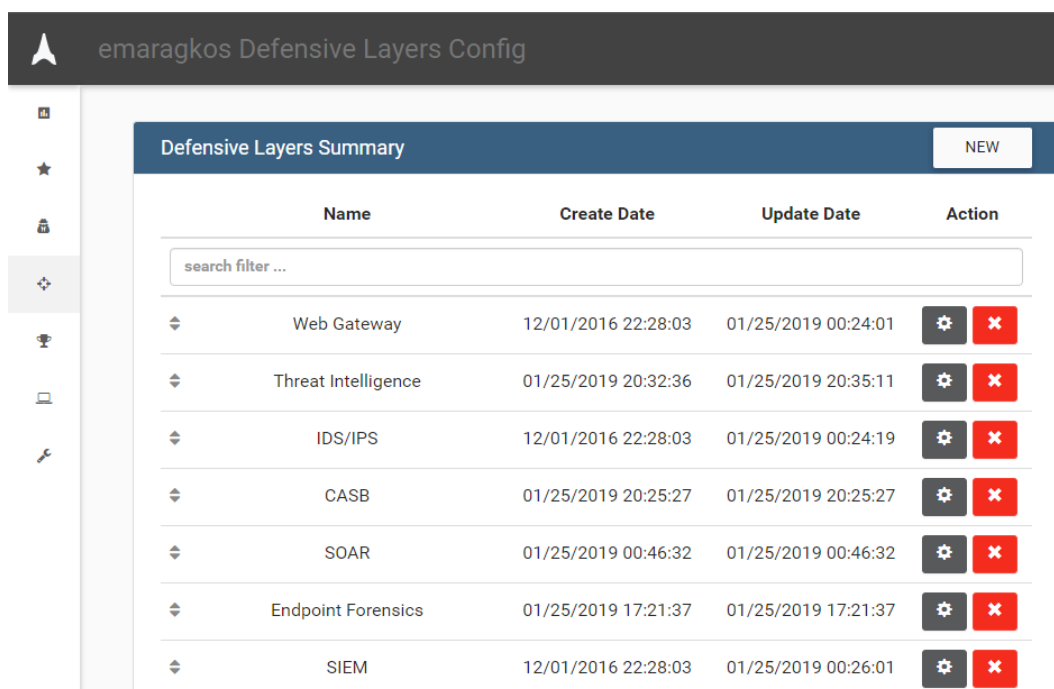 emaragkos Defensive Layers Config
Defensive Layers Summary NEW
Name Create Date Update Date Action
search filter ...
Web Gateway 12/01/2016 22:28:03 01/25/2019 00:24:01
Threat Intelligence 01/25/2019 20:32:36 01/25/2019 20:35:11
IDS/IPS 12/01/2016 22:28:03 01/25/2019 00:24:19
CASB 01/25/2019 20:25:27 01/25/2019 20:25:27
SOAR 01/25/2019 00:46:32 01/25/2019 00:46:32
Endpoint Forensics 01/25/2019 17:21:37 01/25/2019 17:21:37
SIEM 12/01/2016 22:28:03 01/25/2019 00:26:01